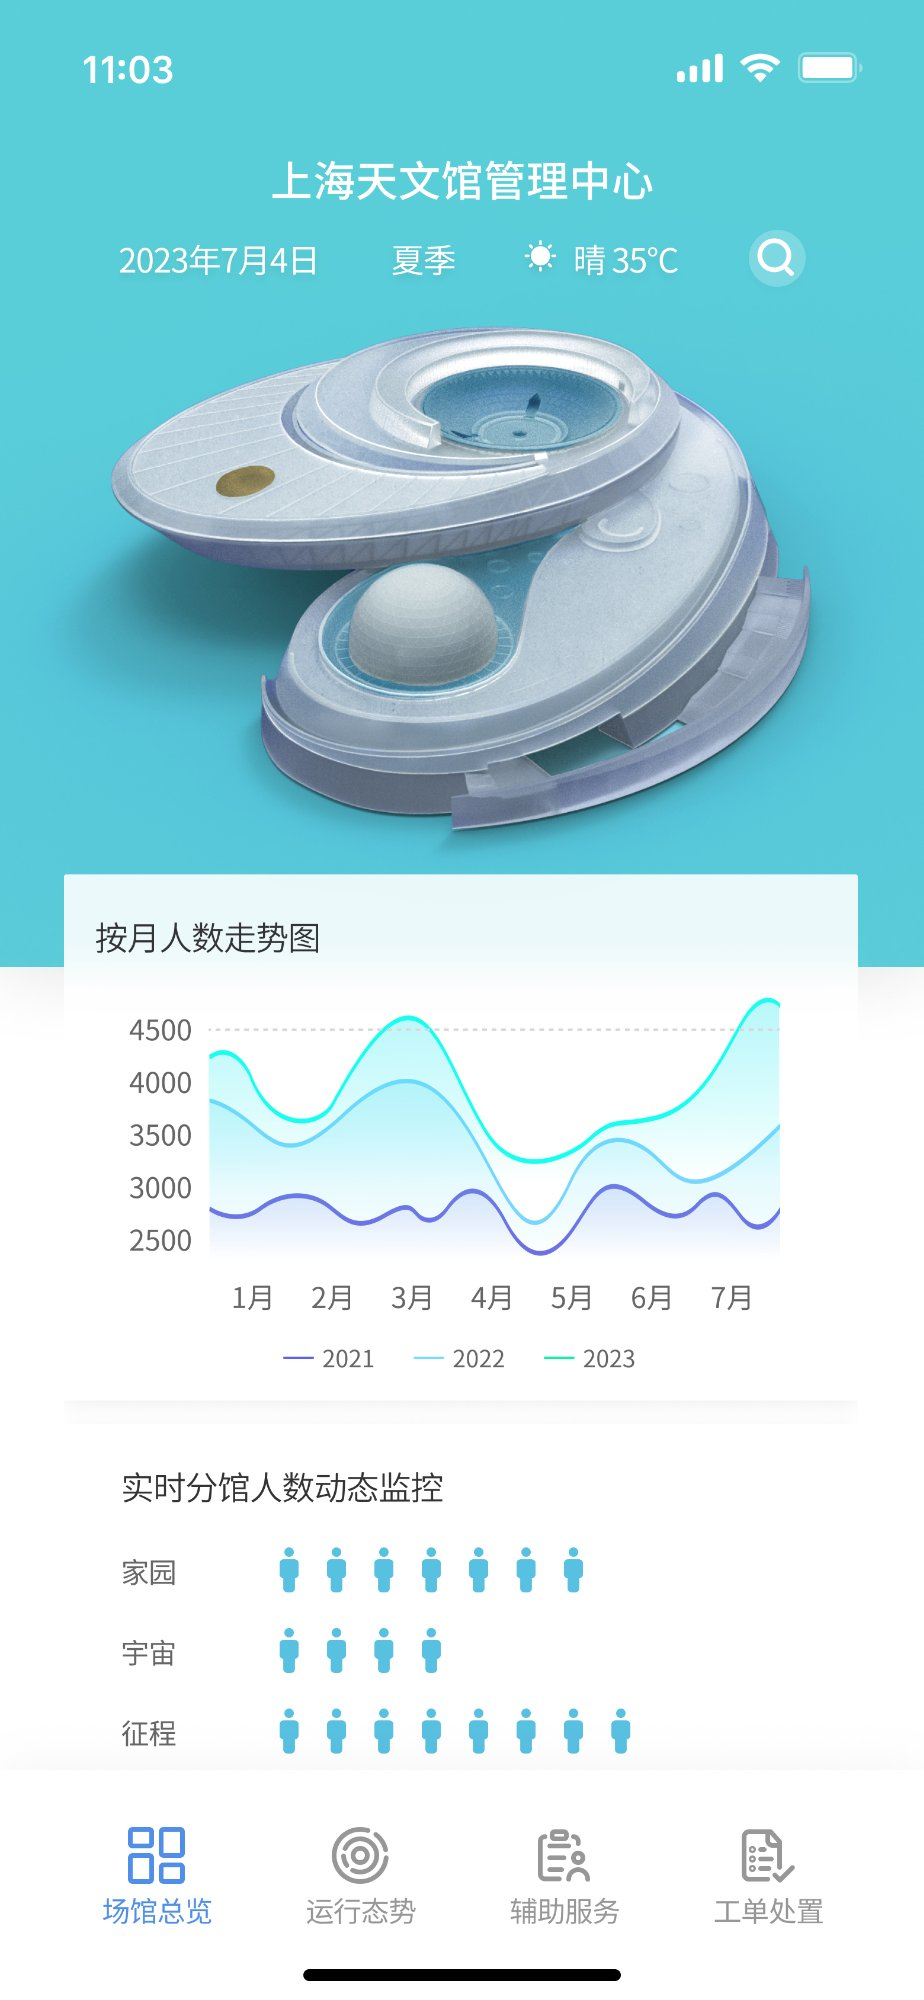 11:03
上海天文馆管理中心
2023年7月4日 夏季 晴 35°C
按月人数走势图
4500
4000
3500
3000
2500
1月 2月 3月 4月 5月 6月 7月
2021 2022 2023
实时分馆人数动态监控
家园
宇宙
征程
场馆总览 运行态势 辅助服务 工单处置